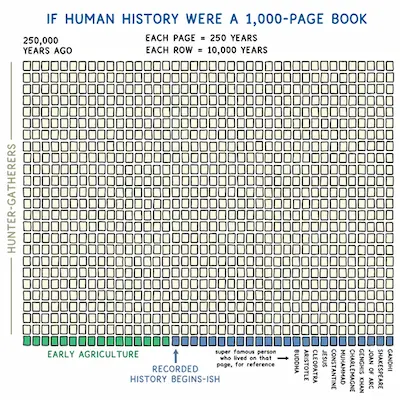 IF HUMAN HISTORY WERE A 1,000-PAGE BOOK
250,000
YEARS AGO
EACH PAGE = 250 YEARS
EACH ROW = 10,000 YEARS
HUNTER-GATHERERS
EARLY AGRICULTURE
RECORDED
HISTORY BEGINS-ISH
super famous person
who lived on that
page, for reference
BUDDHA
ARISTOTLE
CLEOPATRA
JESUS
CONSTANTINE
MUHAMMAD
CHARLEMAGNE
GENGHIS KHAN
JOAN OF ARC
SHAKESPEARE
GANDHI